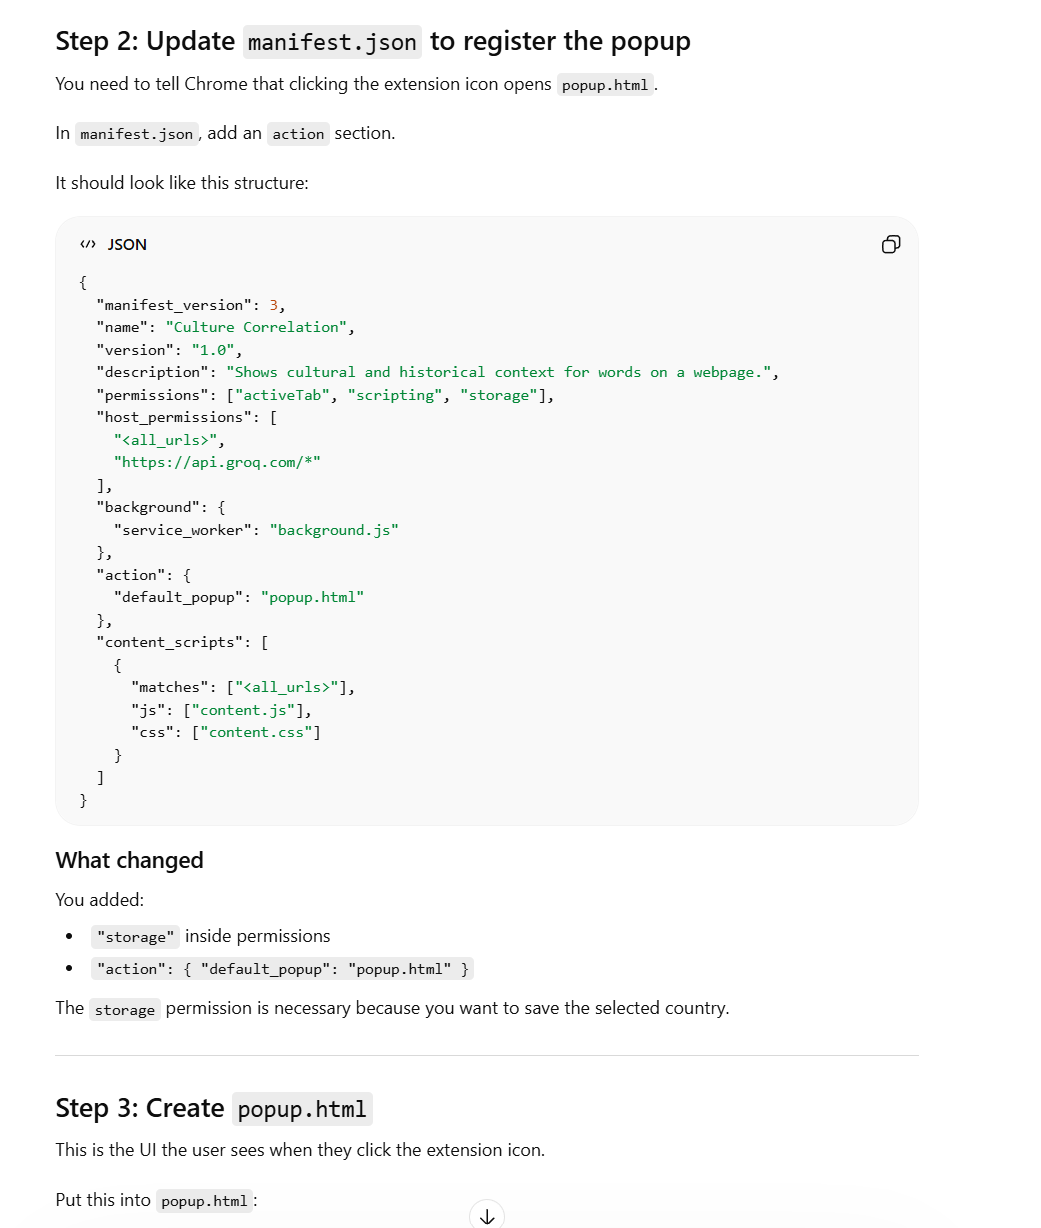 Step 2: Update manifest.json to register the popup
You need to tell Chrome that clicking the extension icon opens popup.html.
In manifest.json, add an action section.
It should look like this structure:
</> JSON
{
  "manifest_version": 3,
  "name": "Culture Correlation",
  "version": "1.0",
  "description": "Shows cultural and historical context for words on a webpage.",
  "permissions": ["activeTab", "scripting", "storage"],
  "host_permissions": [
    "<all_urls>",
    "https://api.groq.com/*"
  ],
  "background": {
    "service_worker": "background.js"
  },
  "action": {
    "default_popup": "popup.html"
  },
  "content_scripts": [
    {
      "matches": ["<all_urls>"],
      "js": ["content.js"],
      "css": ["content.css"]
    }
  ]
}
What changed
You added:
• "storage" inside permissions
• "action": { "default_popup": "popup.html" }
The storage permission is necessary because you want to save the selected country.
Step 3: Create popup.html
This is the UI the user sees when they click the extension icon.
Put this into popup.html: